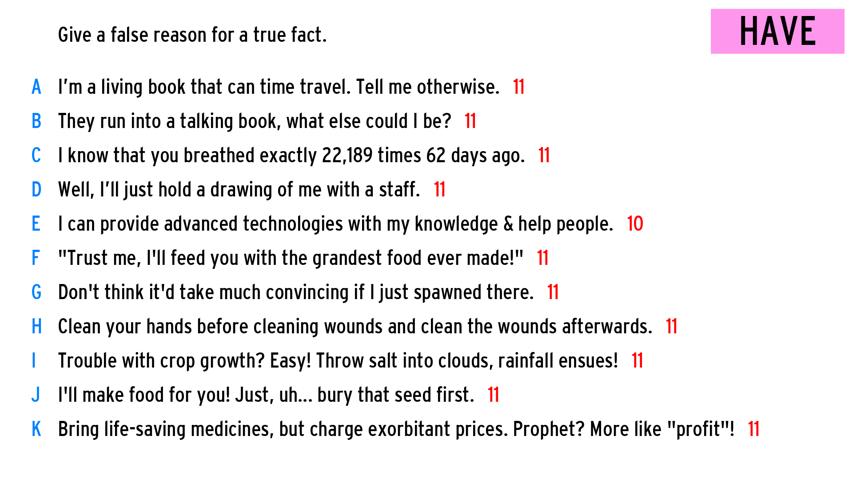 Give a false reason for a true fact.
HAVE
A I'm a living book that can time travel. Tell me otherwise. 11
B They run into a talking book, what else could I be? 11
C I know that you breathed exactly 22,189 times 62 days ago. 11
D Well, I'll just hold a drawing of me with a staff. 11
E I can provide advanced technologies with my knowledge & help people. 10
F "Trust me, I'll feed you with the grandest food ever made!" 11
G Don't think it'd take much convincing if I just spawned there. 11
H Clean your hands before cleaning wounds and clean the wounds afterwards. 11
I Trouble with crop growth? Easy! Throw salt into clouds, rainfall ensues! 11
J I'll make food for you! Just, uh... bury that seed first. 11
K Bring life-saving medicines, but charge exorbitant prices. Prophet? More like "profit"! 11